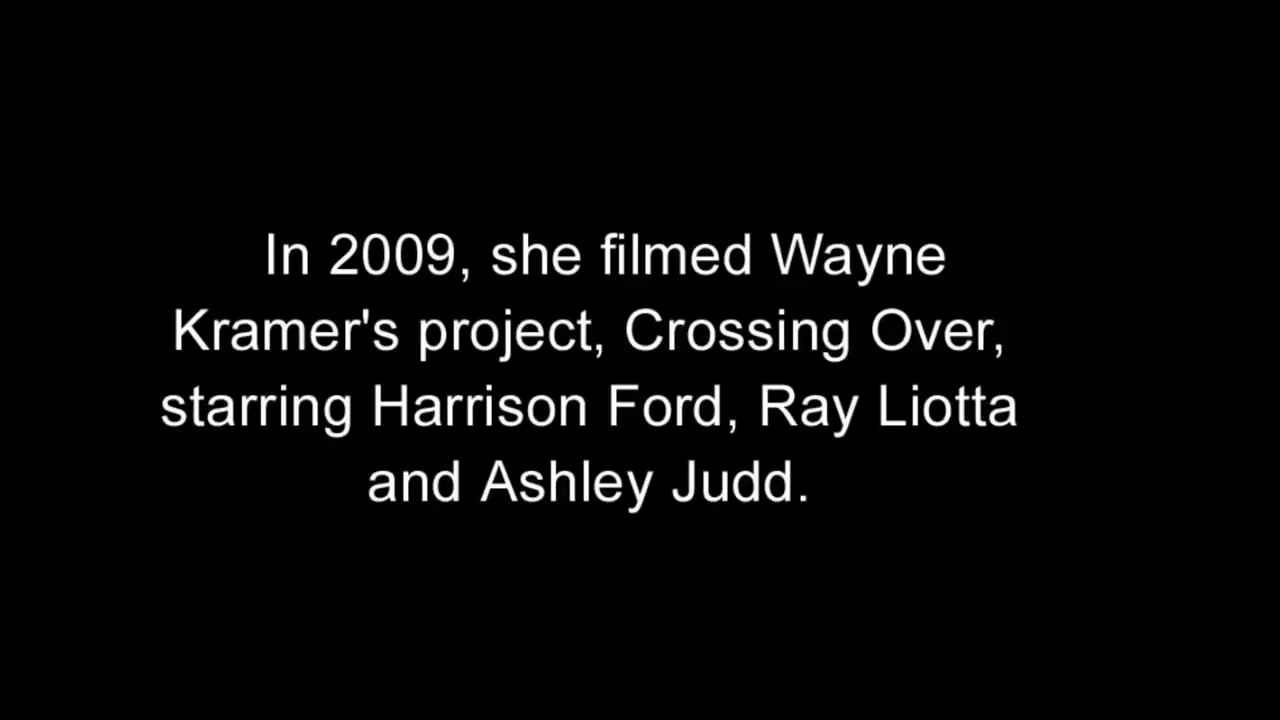 In 2009, she filmed Wayne
Kramer's project, Crossing Over,
starring Harrison Ford, Ray Liotta
and Ashley Judd.